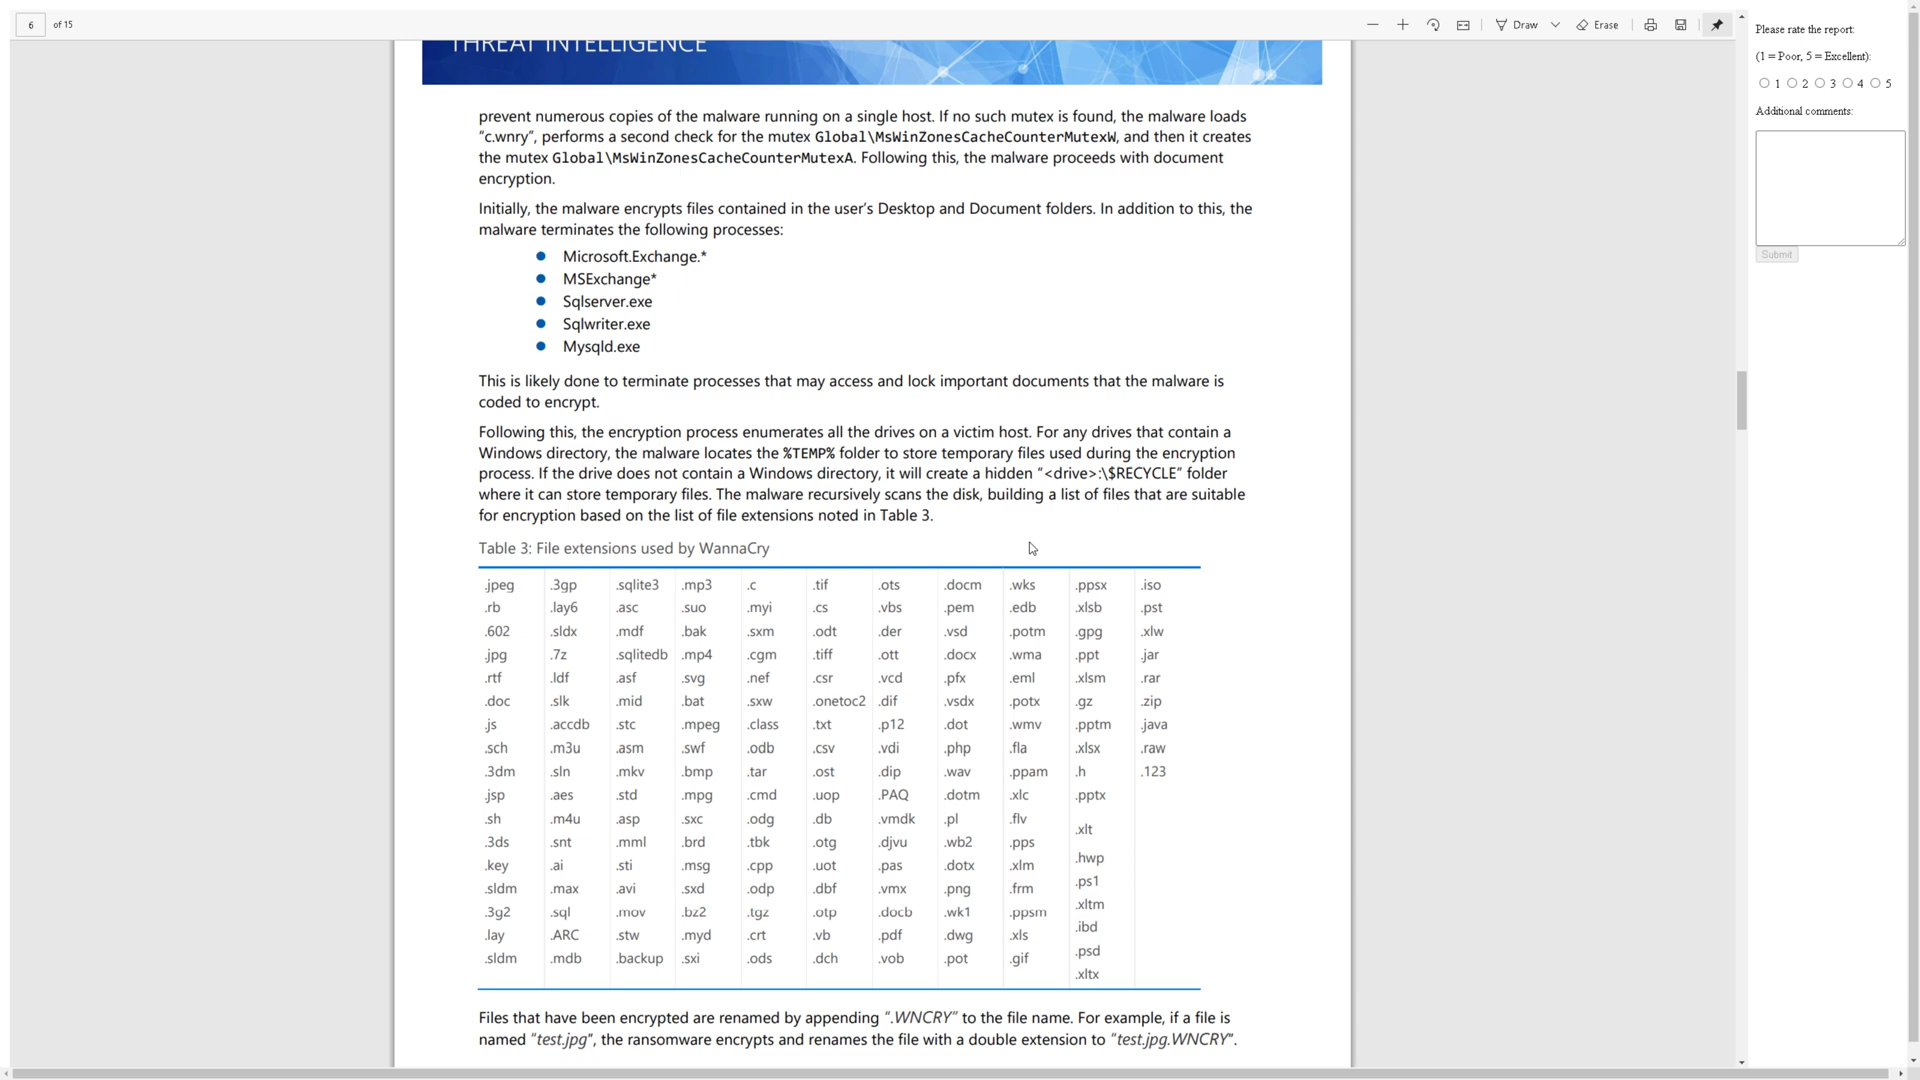 6 of 15 Draw Erase
THREAT INTELLIGENCE
prevent numerous copies of the malware running on a single host. If no such mutex is found, the malware loads
"c.wnry", performs a second check for the mutex Global\MsWinZonesCacheCounterMutexW, and then it creates
the mutex Global\MsWinZonesCacheCounterMutexA. Following this, the malware proceeds with document
encryption.
Initially, the malware encrypts files contained in the user's Desktop and Document folders. In addition to this, the
malware terminates the following processes:
● Microsoft.Exchange.*
● MSExchange*
● Sqlserver.exe
● Sqlwriter.exe
● Mysqld.exe
This is likely done to terminate processes that may access and lock important documents that the malware is
coded to encrypt.
Following this, the encryption process enumerates all the drives on a victim host. For any drives that contain a
Windows directory, the malware locates the %TEMP% folder to store temporary files used during the encryption
process. If the drive does not contain a Windows directory, it will create a hidden "<drive>:\$RECYCLE" folder
where it can store temporary files. The malware recursively scans the disk, building a list of files that are suitable
for encryption based on the list of file extensions noted in Table 3.
Table 3: File extensions used by WannaCry
.jpeg .3gp .sqlite3 .mp3 .c .tif .ots .docm .wks .ppsx .iso
.rb .lay6 .asc .suo .myi .cs .vbs .pem .edb .xlsb .pst
.602 .sldx .mdf .bak .sxm .odt .der .vsd .potm .gpg .xlw
.jpg .7z .sqlitedb .mp4 .cgm .tiff .ott .docx .wma .ppt .jar
.rtf .ldf .asf .svg .nef .csr .vcd .pfx .eml .xlsm .rar
.doc .slk .mid .bat .sxw .onetoc2 .dif .vsdx .potx .gz .zip
.js .accdb .stc .mpeg .class .txt .p12 .dot .wmv .pptm .java
.sch .m3u .asm .swf .odb .csv .vdi .php .fla .xlsx .raw
.3dm .sln .mkv .bmp .tar .ost .dip .wav .ppam .h .123
.jsp .aes .std .mpg .cmd .uop .PAQ .dotm .xlc .pptx
.sh .m4u .asp .sxc .odg .db .vmdk .pl .flv .xlt
.3ds .snt .mml .brd .tbk .otg .djvu .wb2 .pps .hwp
.key .ai .sti .msg .cpp .uot .pas .dotx .xlm .ps1
.sldm .max .avi .sxd .odp .dbf .vmx .png .frm .xltm
.3g2 .sql .mov .bz2 .tgz .otp .docb .wk1 .ppsm .ibd
.lay .ARC .stw .myd .crt .vb .pdf .dwg .xls .psd
.sldm .mdb .backup .sxi .ods .dch .vob .pot .gif .xltx
Files that have been encrypted are renamed by appending ".WNCRY" to the file name. For example, if a file is
named "test.jpg", the ransomware encrypts and renames the file with a double extension to "test.jpg.WNCRY".
Please rate the report:
(1 = Poor, 5 = Excellent):
1 2 3 4 5
Additional comments:
Submit